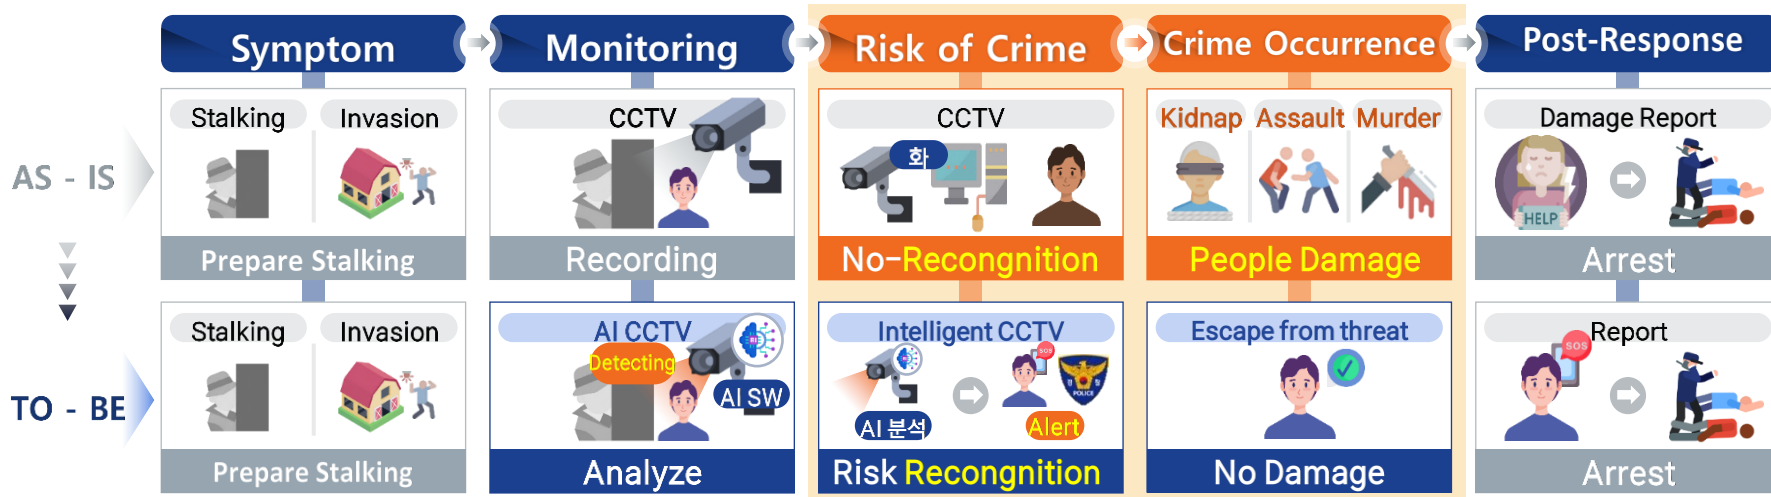 Symptom
Monitoring
Risk of Crime
Crime Occurrence
Post-Response
AS - IS
Stalking
Invasion
Prepare Stalking
CCTV
Recording
CCTV
화
No-Recongnition
Kidnap
Assault
Murder
People Damage
Damage Report
HELP
Arrest
TO - BE
Stalking
Invasion
Prepare Stalking
AI CCTV
Detecting
AI SW
Analyze
Intelligent CCTV
SOS
경 찰
POLICE
AI 분석
Alert
Risk Recongnition
Escape from threat
No Damage
Report
SOS
Arrest